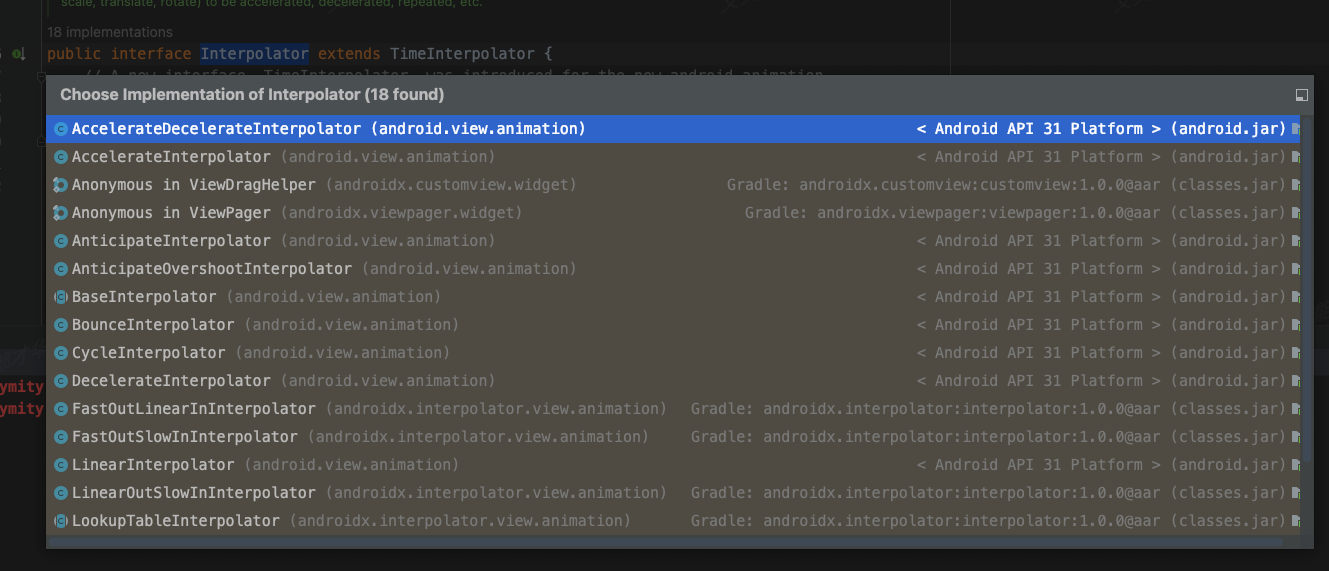 scale, translate, rotate) to be accelerated, decelerated, repeated, etc.
18 implementations
public interface Interpolator extends TimeInterpolator {
// A new interface, TimeInterpolator, was introduced for the new android.animation
Choose Implementation of Interpolator (18 found)
AccelerateDecelerateInterpolator (android.view.animation) < Android API 31 Platform > (android.jar)
AccelerateInterpolator (android.view.animation) < Android API 31 Platform > (android.jar)
Anonymous in ViewDragHelper (androidx.customview.widget) Gradle: androidx.customview:customview:1.0.0@aar (classes.jar)
Anonymous in ViewPager (androidx.viewpager.widget) Gradle: androidx.viewpager:viewpager:1.0.0@aar (classes.jar)
AnticipateInterpolator (android.view.animation) < Android API 31 Platform > (android.jar)
AnticipateOvershootInterpolator (android.view.animation) < Android API 31 Platform > (android.jar)
BaseInterpolator (android.view.animation) < Android API 31 Platform > (android.jar)
BounceInterpolator (android.view.animation) < Android API 31 Platform > (android.jar)
CycleInterpolator (android.view.animation) < Android API 31 Platform > (android.jar)
DecelerateInterpolator (android.view.animation) < Android API 31 Platform > (android.jar)
ymity
FastOutLinearInInterpolator (androidx.interpolator.view.animation) Gradle: androidx.interpolator:interpolator:1.0.0@aar (classes.jar)
ymity
FastOutSlowInInterpolator (androidx.interpolator.view.animation) Gradle: androidx.interpolator:interpolator:1.0.0@aar (classes.jar)
LinearInterpolator (android.view.animation) < Android API 31 Platform > (android.jar)
LinearOutSlowInInterpolator (androidx.interpolator.view.animation) Gradle: androidx.interpolator:interpolator:1.0.0@aar (classes.jar)
LookupTableInterpolator (androidx.interpolator.view.animation) Gradle: androidx.interpolator:interpolator:1.0.0@aar (classes.jar)